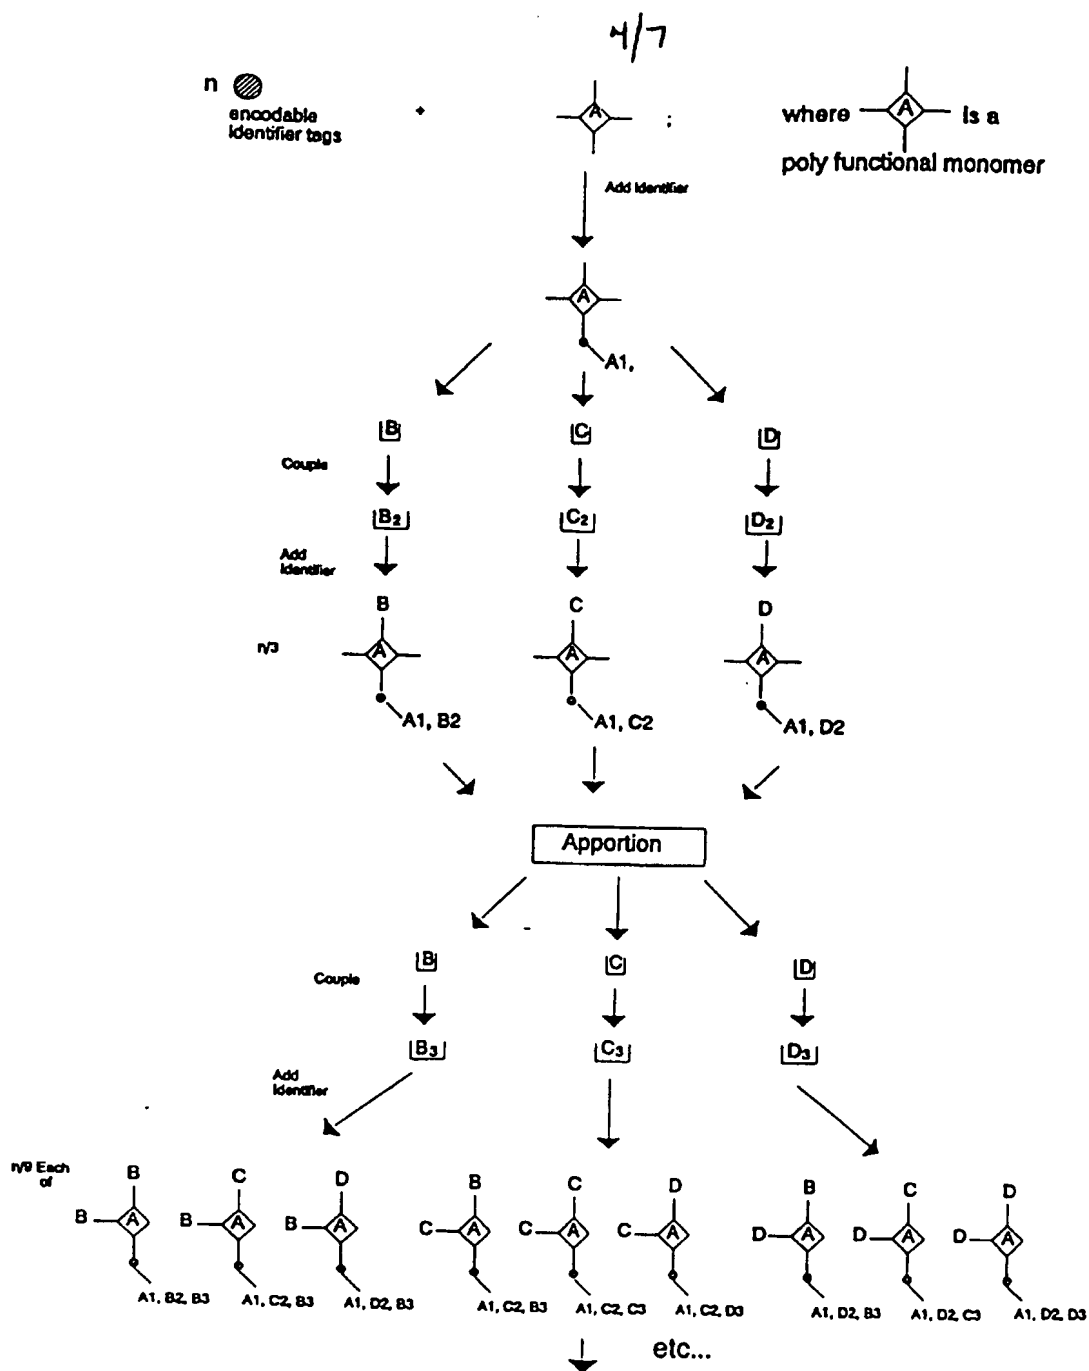 4/7
n
encodable
identifier tags
+
A
;
where A is a
poly functional monomer
Add Identifier
A
A1,
B C D
Couple
B2 C2 D2
Add
Identifier
B C D
n/3
A A A
A1, B2 A1, C2 A1, D2
Apportion
B C D
Couple
B3 C3 D3
Add
Identifier
n/9 Each
of
B C D B C D B C D
B A B A B A C A C A C A D A D A D A
A1, B2, B3 A1, C2, B3 A1, D2, B3 A1, C2, B3 A1, C2, C3 A1, C2, D3 A1, D2, B3 A1, D2, C3 A1, D2, D3
etc...